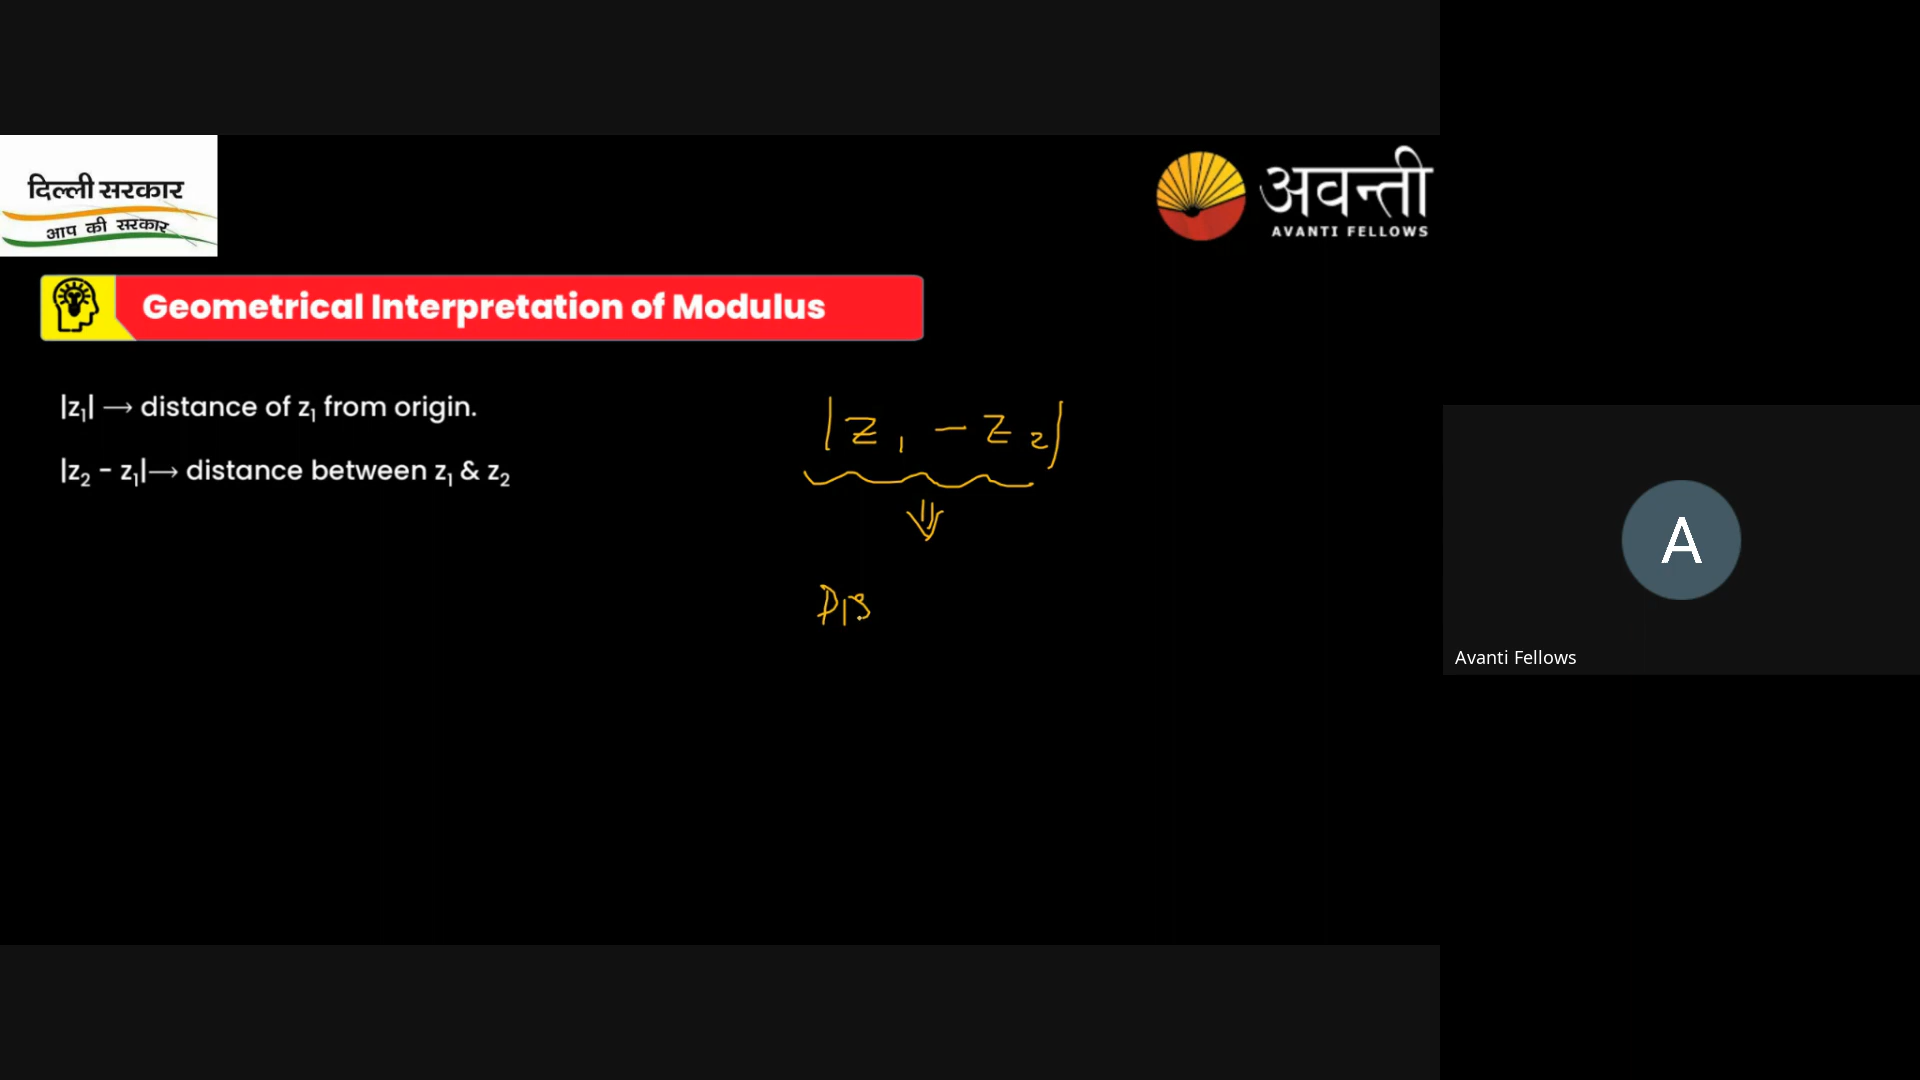 दिल्ली सरकार
आप की सरकार
अवन्ती
AVANTI FELLOWS
Geometrical Interpretation of Modulus
|z₁| → distance of z₁ from origin.
|z₂ - z₁| → distance between z₁ & z₂
|z₁ - z₂|
⇓
Dis
A
Avanti Fellows